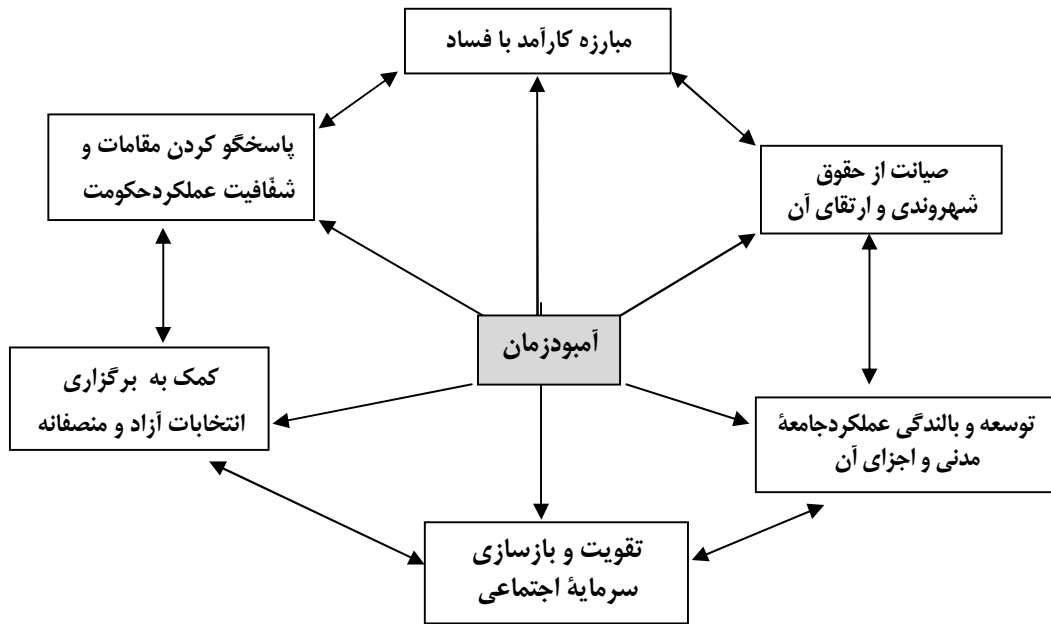 مبارزه کارآمد با فساد
پاسخگو کردن مقامات و
شفّافیت عملکردحکومت
صیانت از حقوق
شهروندی و ارتقای آن
آمبودزمان
کمک به برگزاری
انتخابات آزاد و منصفانه
توسعه و بالندگی عملکردجامعهٔ
مدنی و اجزای آن
تقویت و بازسازی
سرمایهٔ اجتماعی